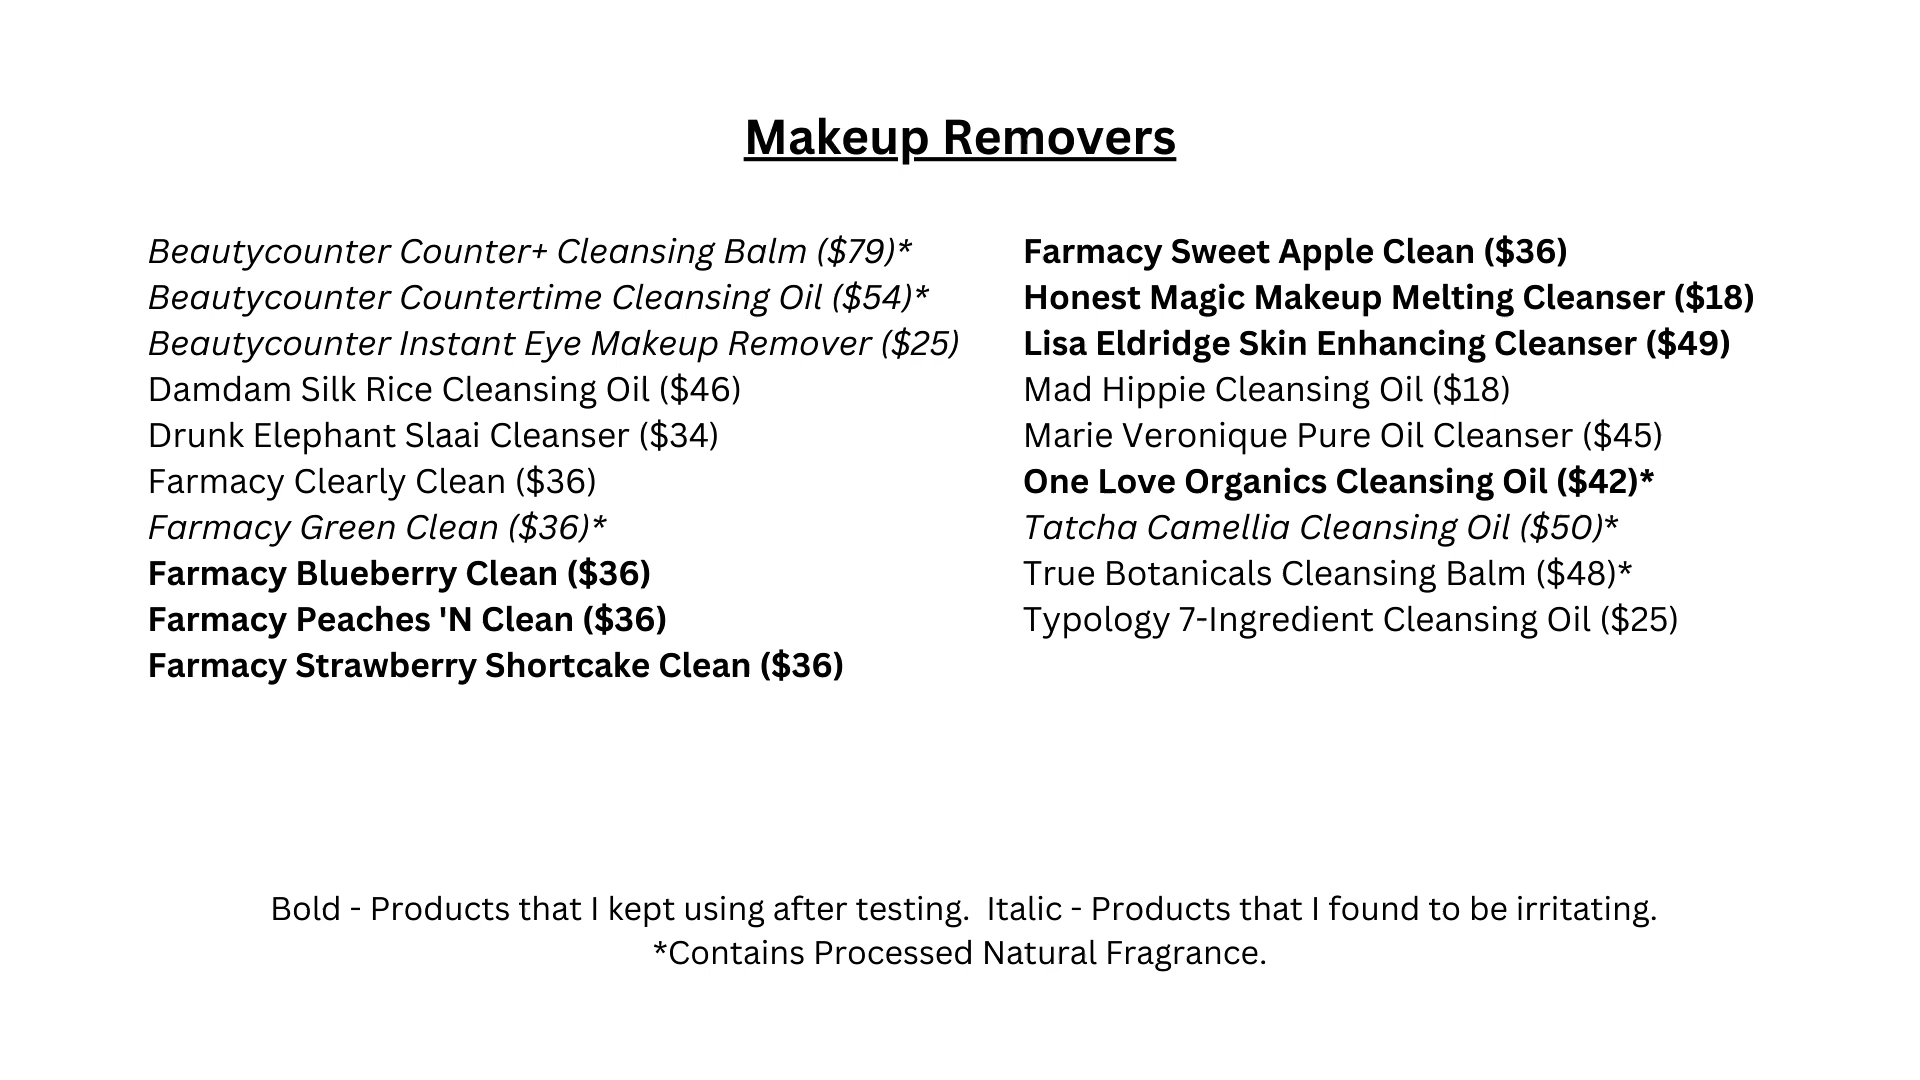 Makeup Removers
Beautycounter Counter+ Cleansing Balm ($79)*
Beautycounter Countertime Cleansing Oil ($54)*
Beautycounter Instant Eye Makeup Remover ($25)
Damdam Silk Rice Cleansing Oil ($46)
Drunk Elephant Slaai Cleanser ($34)
Farmacy Clearly Clean ($36)
Farmacy Green Clean ($36)*
Farmacy Blueberry Clean ($36)
Farmacy Peaches 'N Clean ($36)
Farmacy Strawberry Shortcake Clean ($36)
Farmacy Sweet Apple Clean ($36)
Honest Magic Makeup Melting Cleanser ($18)
Lisa Eldridge Skin Enhancing Cleanser ($49)
Mad Hippie Cleansing Oil ($18)
Marie Veronique Pure Oil Cleanser ($45)
One Love Organics Cleansing Oil ($42)*
Tatcha Camellia Cleansing Oil ($50)*
True Botanicals Cleansing Balm ($48)*
Typology 7-Ingredient Cleansing Oil ($25)
Bold - Products that I kept using after testing.  Italic - Products that I found to be irritating.
*Contains Processed Natural Fragrance.